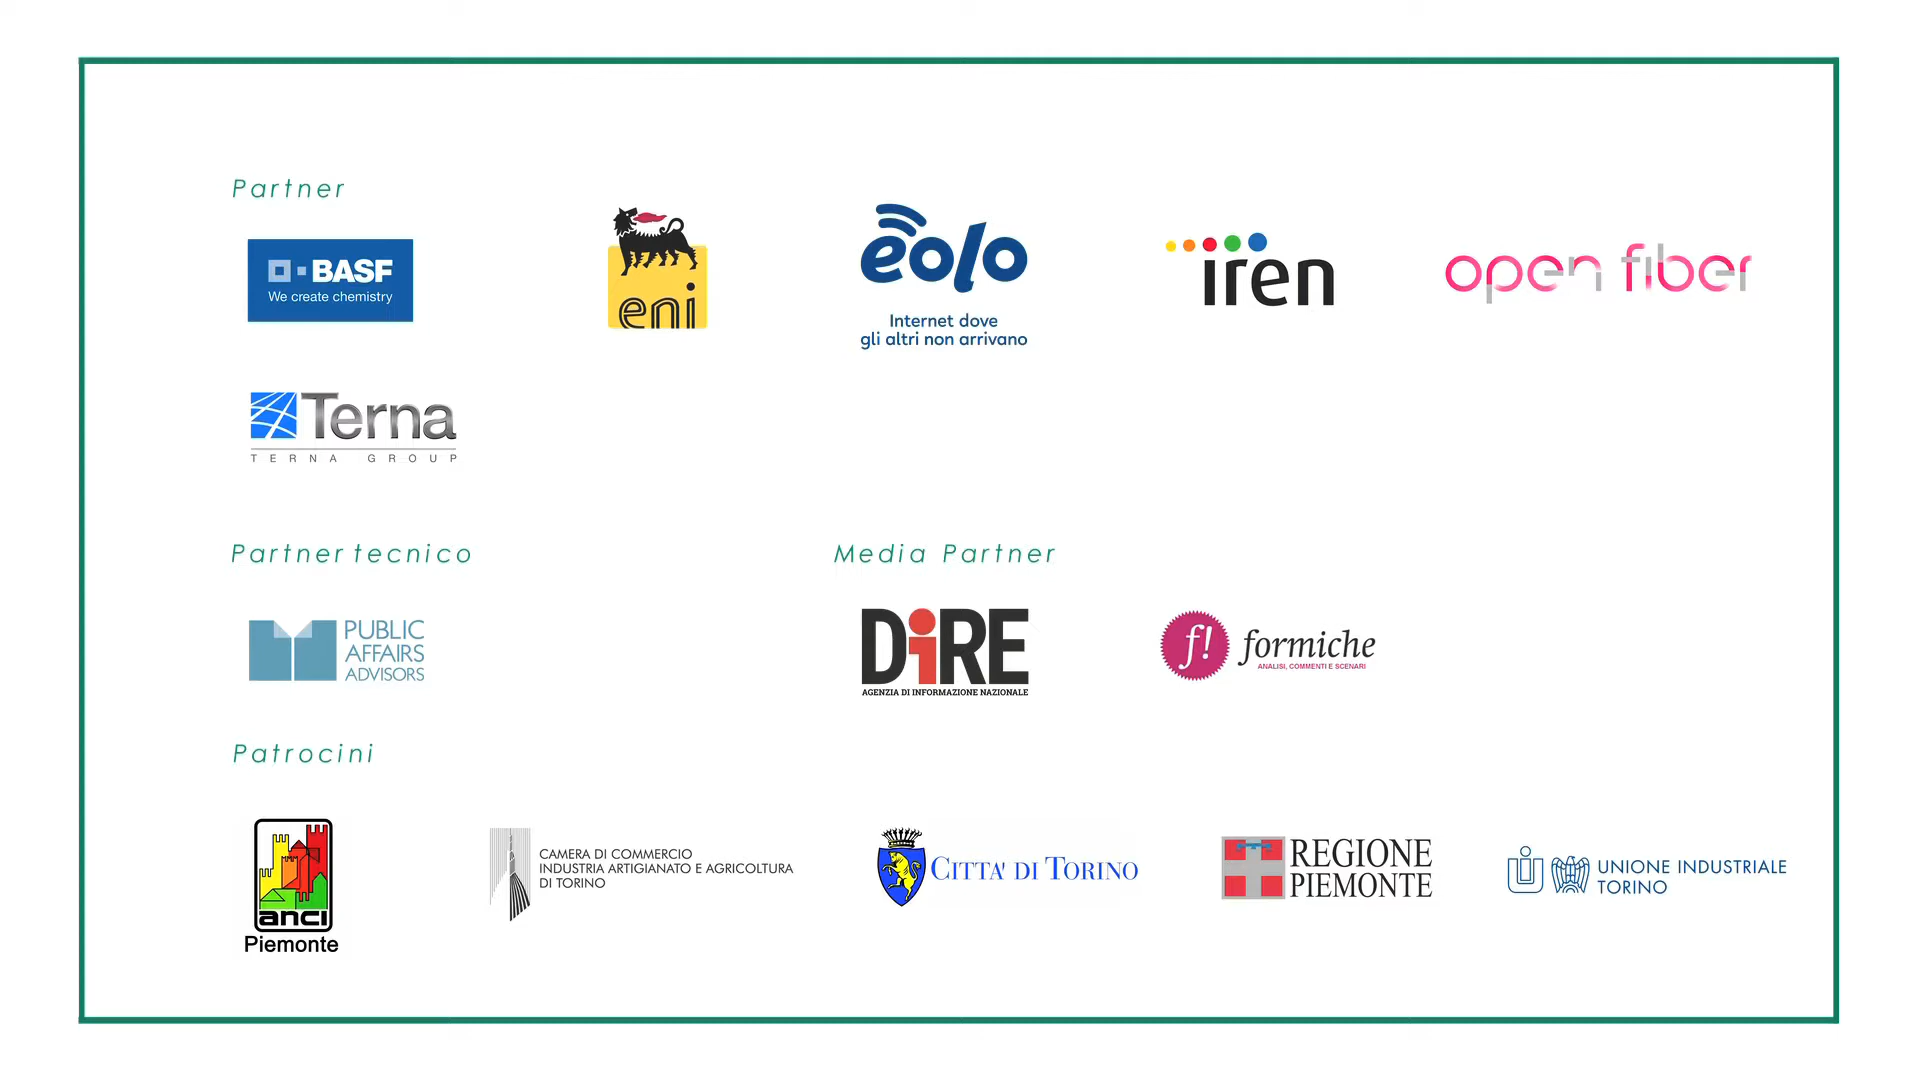 Partner
BASF
We create chemistry
eni
eolo
Internet dove
gli altri non arrivano
iren
open fiber
Terna
TERNA GROUP
Partner tecnico
PUBLIC
AFFAIRS
ADVISORS
Media Partner
DiRE
AGENZIA DI INFORMAZIONE NAZIONALE
f! formiche
ANALISI, COMMENTI E SCENARI
Patrocini
anci
Piemonte
CAMERA DI COMMERCIO
INDUSTRIA ARTIGIANATO E AGRICOLTURA
DI TORINO
CITTA' DI TORINO
REGIONE
PIEMONTE
UNIONE INDUSTRIALE
TORINO